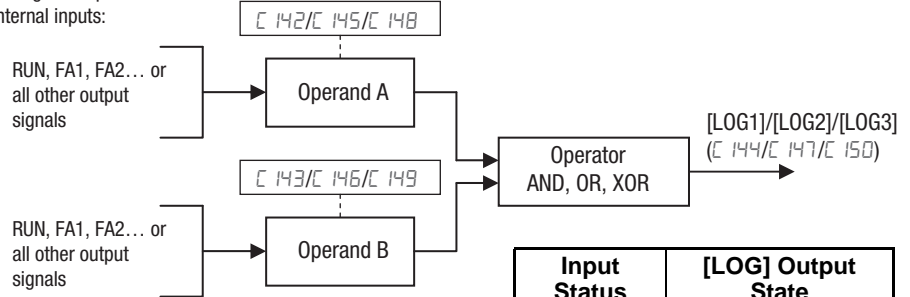 nternal inputs:
C 142/C 145/C 148
RUN, FA1, FA2… or
all other output
signals
Operand A
[LOG1]/[LOG2]/[LOG3]
(C 144/C 147/C 150)
Operator
AND, OR, XOR
C 143/C 146/C 149
RUN, FA1, FA2… or
all other output
signals
Operand B
Input
Status
[LOG] Output
State